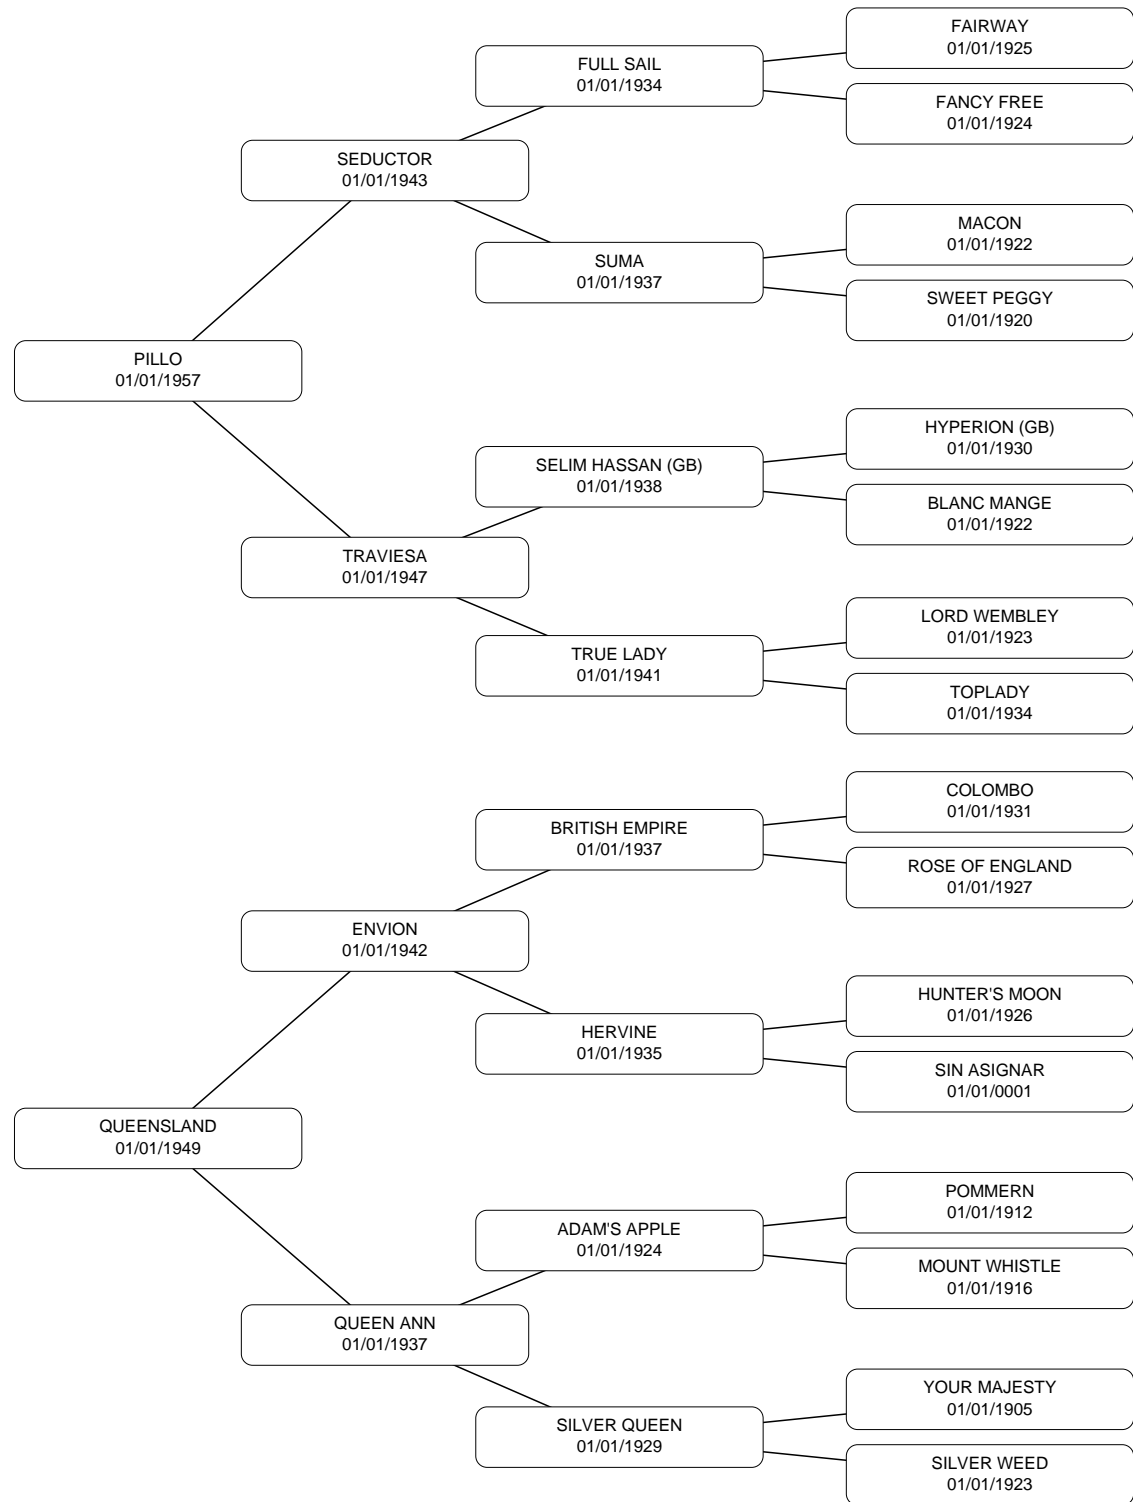 FAIRWAY
01/01/1925
FULL SAIL
01/01/1934
FANCY FREE
01/01/1924
SEDUCTOR
01/01/1943
MACON
01/01/1922
SUMA
01/01/1937
SWEET PEGGY
01/01/1920
PILLO
01/01/1957
HYPERION (GB)
01/01/1930
SELIM HASSAN (GB)
01/01/1938
BLANC MANGE
01/01/1922
TRAVIESA
01/01/1947
LORD WEMBLEY
01/01/1923
TRUE LADY
01/01/1941
TOPLADY
01/01/1934
COLOMBO
01/01/1931
BRITISH EMPIRE
01/01/1937
ROSE OF ENGLAND
01/01/1927
ENVION
01/01/1942
HUNTER'S MOON
01/01/1926
HERVINE
01/01/1935
SIN ASIGNAR
01/01/0001
QUEENSLAND
01/01/1949
POMMERN
01/01/1912
ADAM'S APPLE
01/01/1924
MOUNT WHISTLE
01/01/1916
QUEEN ANN
01/01/1937
YOUR MAJESTY
01/01/1905
SILVER QUEEN
01/01/1929
SILVER WEED
01/01/1923